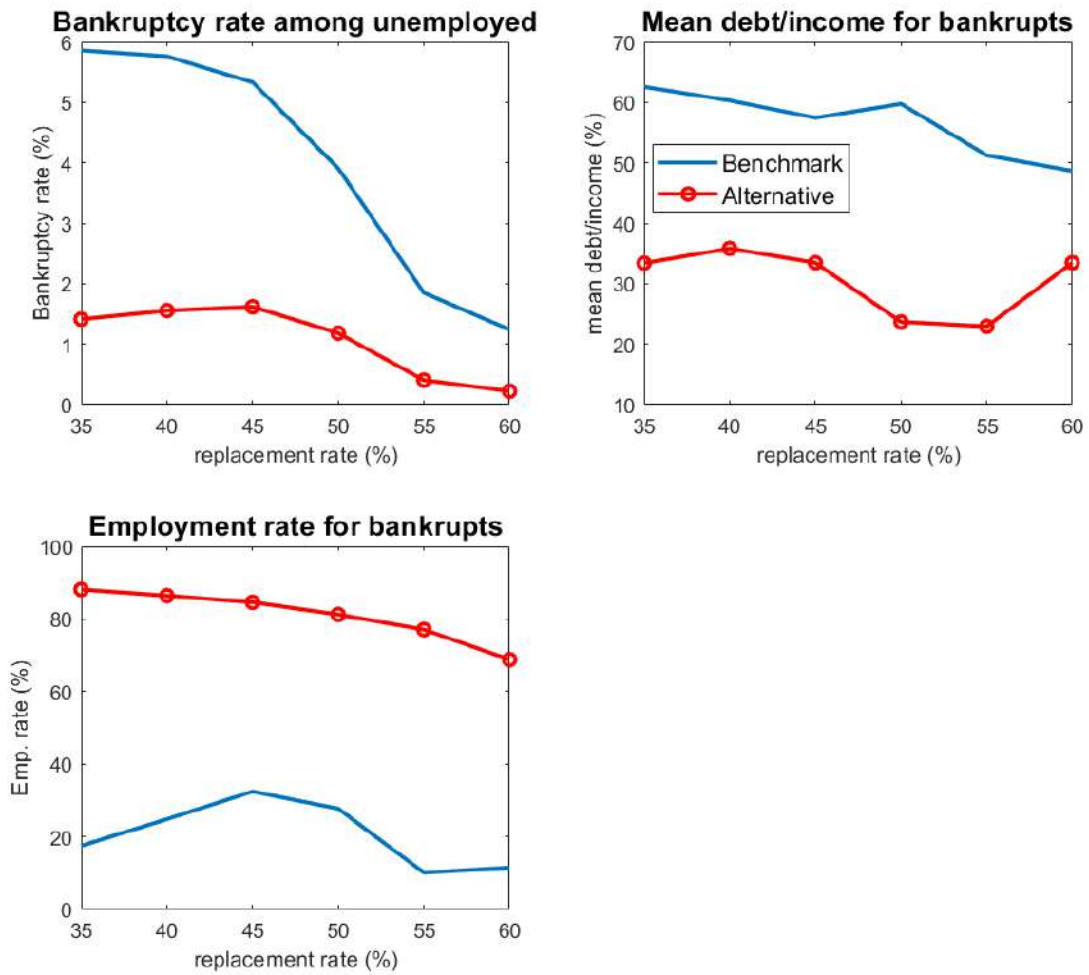 Bankruptcy rate among unemployed
6
5
4
3
2
1
0
Bankruptcy rate (%)
35 40 45 50 55 60
replacement rate (%)
Mean debt/income for bankrupts
70
60
50
40
30
20
10
mean debt/income (%)
Benchmark
Alternative
35 40 45 50 55 60
replacement rate (%)
Employment rate for bankrupts
100
80
60
40
20
0
Emp. rate (%)
35 40 45 50 55 60
replacement rate (%)